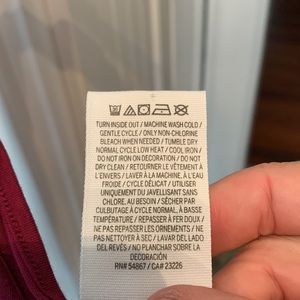 TURN INSIDE OUT / MACHINE WASH COLD /
GENTLE CYCLE / ONLY NON-CHLORINE
BLEACH WHEN NEEDED / TUMBLE DRY
NORMAL CYCLE LOW HEAT / COOL IRON /
DO NOT IRON ON DECORATION / DO NOT
DRY CLEAN / RETOURNER LE VÊTEMENT À
L'ENVERS / LAVER À LA MACHINE, À L'EAU
FROIDE / CYCLE DÉLICAT / UTILISER
UNIQUEMENT DU JAVELLISANT SANS
CHLORE, AU BESOIN / SÉCHER PAR
CULBUTAGE À CYCLE NORMAL, À BASSE
TEMPÉRATURE / REPASSER À FER DOUX /
NE PAS REPASSER LES ORNEMENTS / NE
PAS NETTOYER À SEC / LAVAR DEL
REVÉS / NO PLANCHAR SOBRE LA
DECORACIÓN
RN# 54867 / CA# 23226